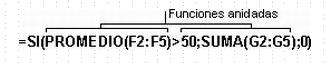 Funciones anidadas
=SI(PROMEDIO(F2:F5)>50;SUMA(G2:G5);0)